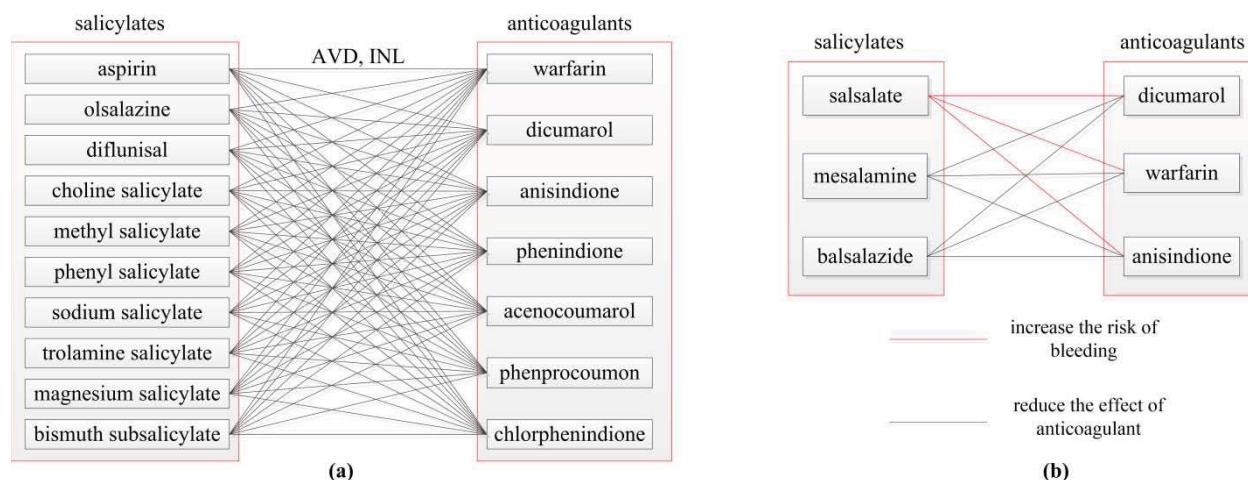 salicylates
anticoagulants
AVD, INL
aspirin
olsalazine
diflunisal
choline salicylate
methyl salicylate
phenyl salicylate
sodium salicylate
trolamine salicylate
magnesium salicylate
bismuth subsalicylate
warfarin
dicumarol
anisindione
phenindione
acenocoumarol
phenprocoumon
chlorphenindione
(a)
salicylates
anticoagulants
salsalate
mesalamine
balsalazide
dicumarol
warfarin
anisindione
increase the risk of
bleeding
reduce the effect of
anticoagulant
(b)